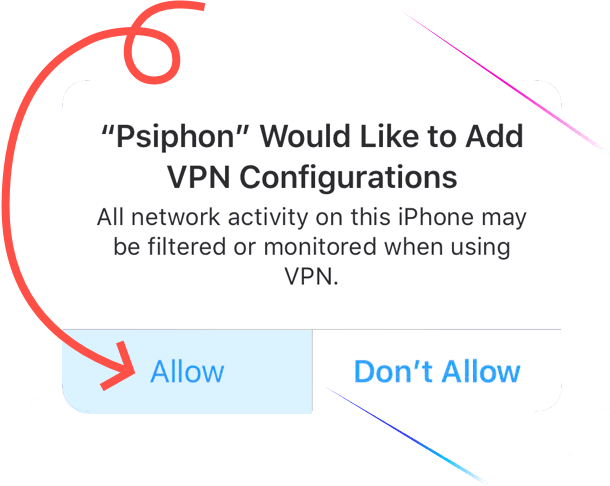 “Psiphon” Would Like to Add
VPN Configurations
All network activity on this iPhone may
be filtered or monitored when using
VPN.
Allow
Don’t Allow